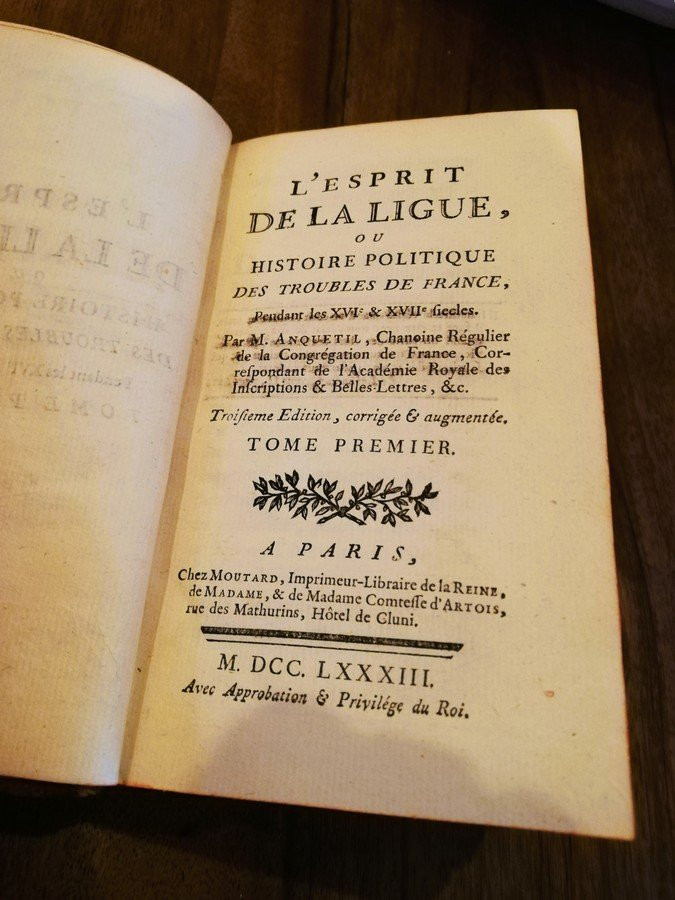 L'ESPRIT
DE LA LIGUE,
OU
HISTOIRE POLITIQUE
DES TROUBLES DE FRANCE,
Pendant les XVIe & XVIIe siecles.
Par M. ANQUETIL, Chanoine Régulier
de la Congrégation de France, Cor-
respondant de l'Académie Royale des
Inscriptions & Belles-Lettres, &c.
Troisieme Edition, corrigée & augmentée.
TOME PREMIER.
A PARIS,
Chez MOUTARD, Imprimeur-Libraire de la REINE,
de MADAME, & de Madame Comtesse d'ARTOIS,
rue des Mathurins, Hôtel de Cluni.
M. DCC. LXXXIII.
Avec Approbation & Privilége du Roi.